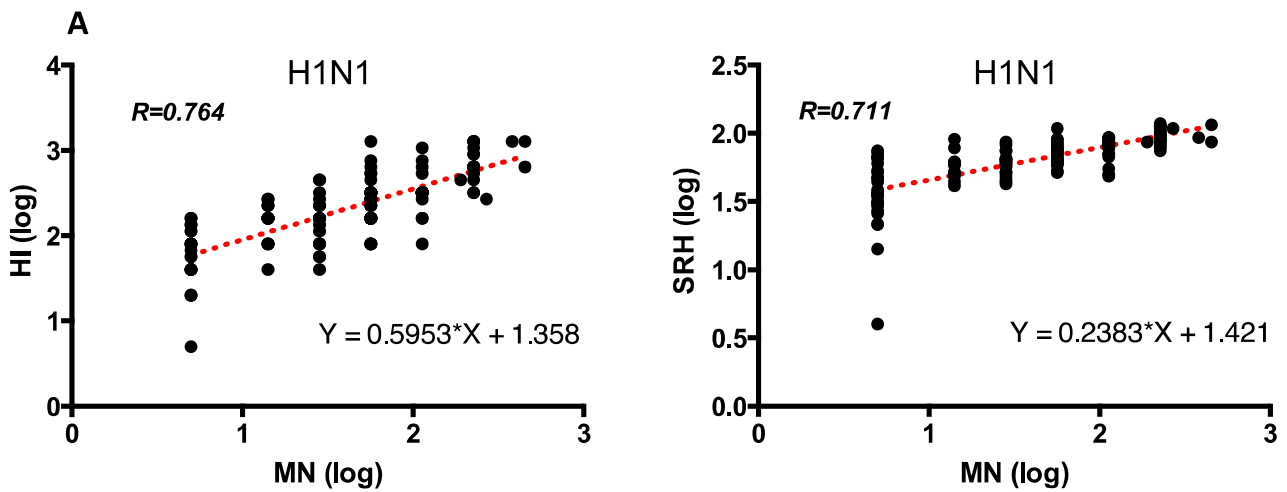 A
H1N1
R=0.764
HI (log)
4
3
2
1
0
Y = 0.5953*X + 1.358
0 1 2 3
MN (log)
H1N1
R=0.711
SRH (log)
2.5
2.0
1.5
1.0
0.5
0.0
Y = 0.2383*X + 1.421
0 1 2 3
MN (log)